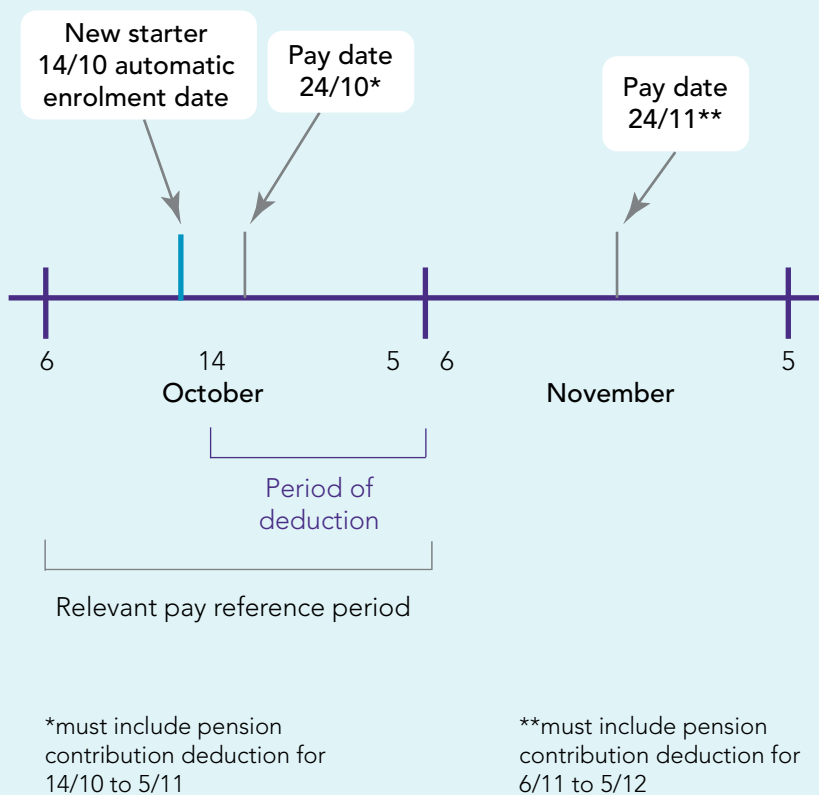 New starter
14/10 automatic
enrolment date
Pay date
24/10*
Pay date
24/11**
6
14
5
6
5
October
November
Period of
deduction
Relevant pay reference period
*must include pension
contribution deduction for
14/10 to 5/11
**must include pension
contribution deduction for
6/11 to 5/12